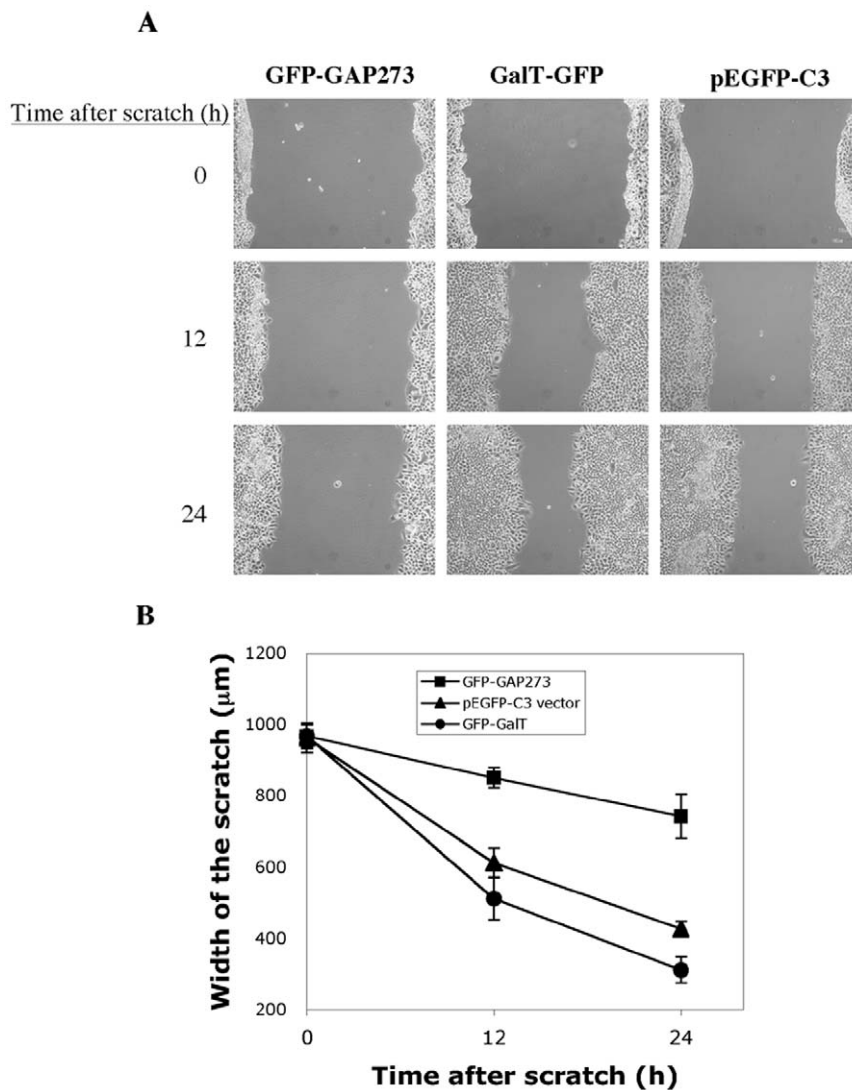 A
GFP-GAP273 GalT-GFP pEGFP-C3
Time after scratch (h)
0
12
24
B
Width of the scratch (μm)
1200
1000
800
600
400
200
GFP-GAP273
pEGFP-C3 vector
GFP-GalT
0 12 24
Time after scratch (h)